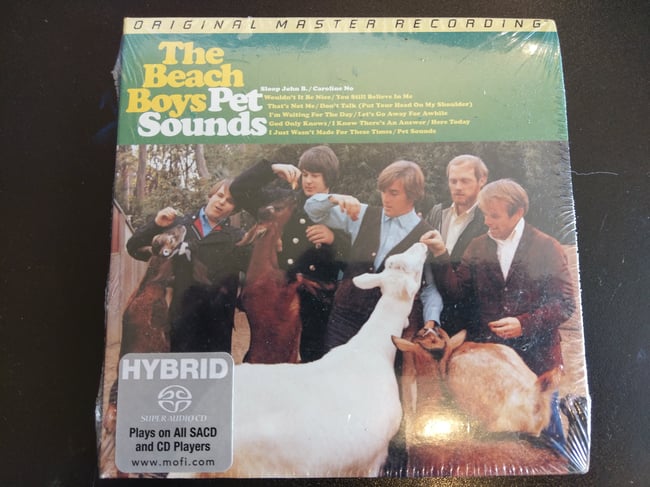 ORIGINAL MASTER RECORDING
The
Beach
Boys Pet
Sounds
Sloop John B. / Caroline No
Wouldn't It Be Nice / You Still Believe In Me
That's Not Me / Don't Talk (Put Your Head On My Shoulder)
I'm Waiting For The Day / Let's Go Away For Awhile
God Only Knows / I Know There's An Answer / Here Today
I Just Wasn't Made For These Times / Pet Sounds
HYBRID
SUPER AUDIO CD
Plays on All SACD
and CD Players
www.mofi.com